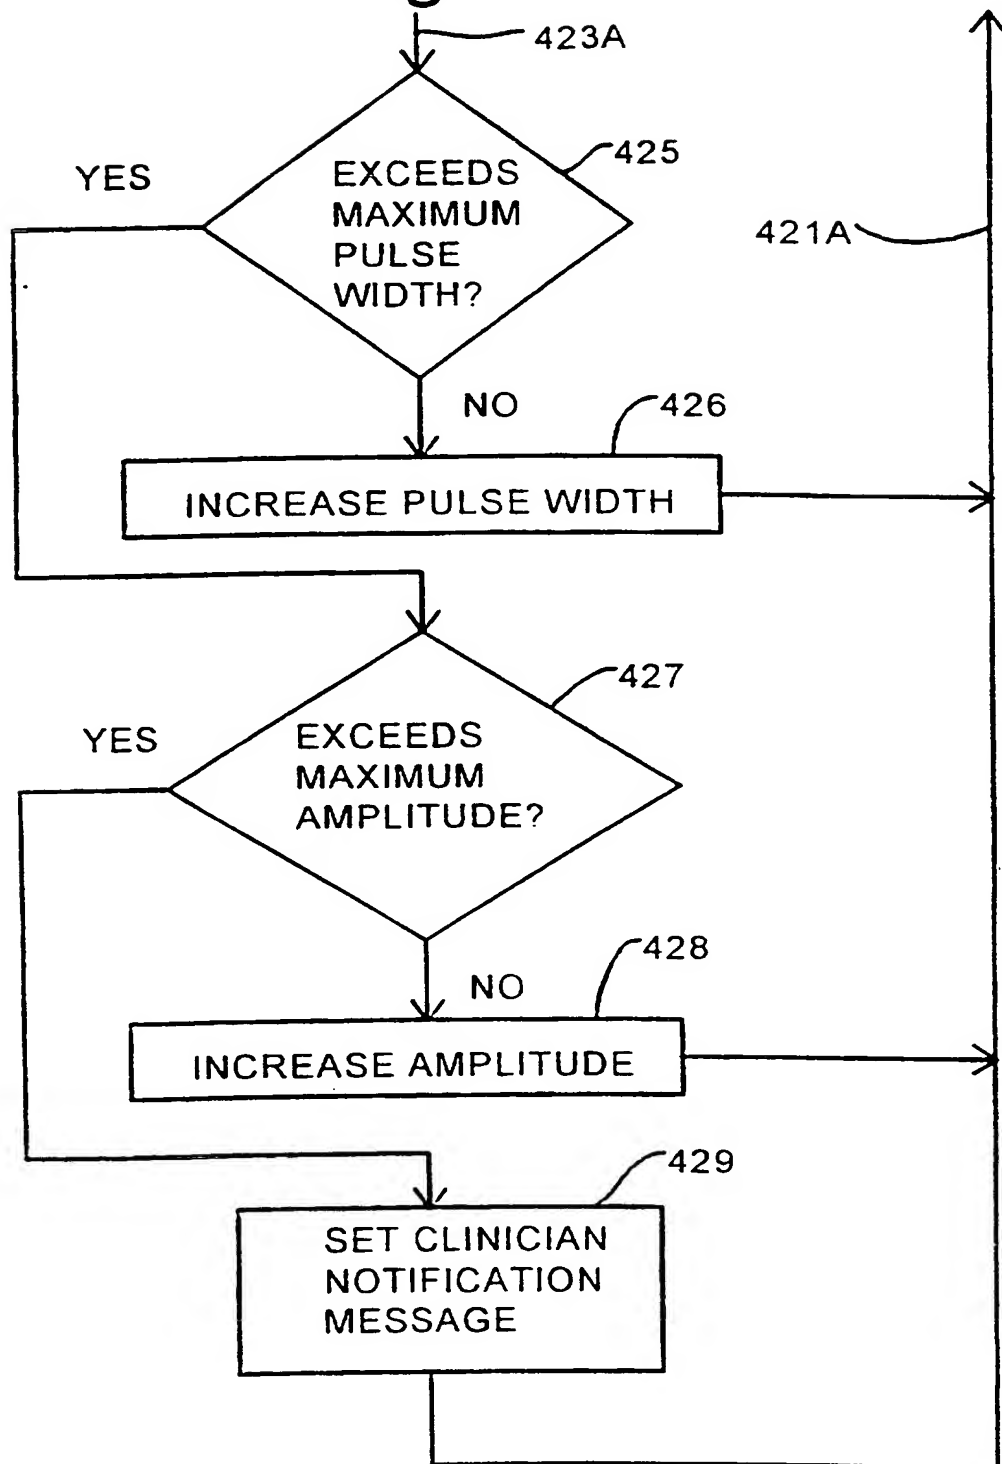 423A
425
YES
EXCEEDS
MAXIMUM
PULSE
WIDTH?
421A
NO
426
INCREASE PULSE WIDTH
427
YES
EXCEEDS
MAXIMUM
AMPLITUDE?
428
NO
INCREASE AMPLITUDE
429
SET CLINICIAN
NOTIFICATION
MESSAGE